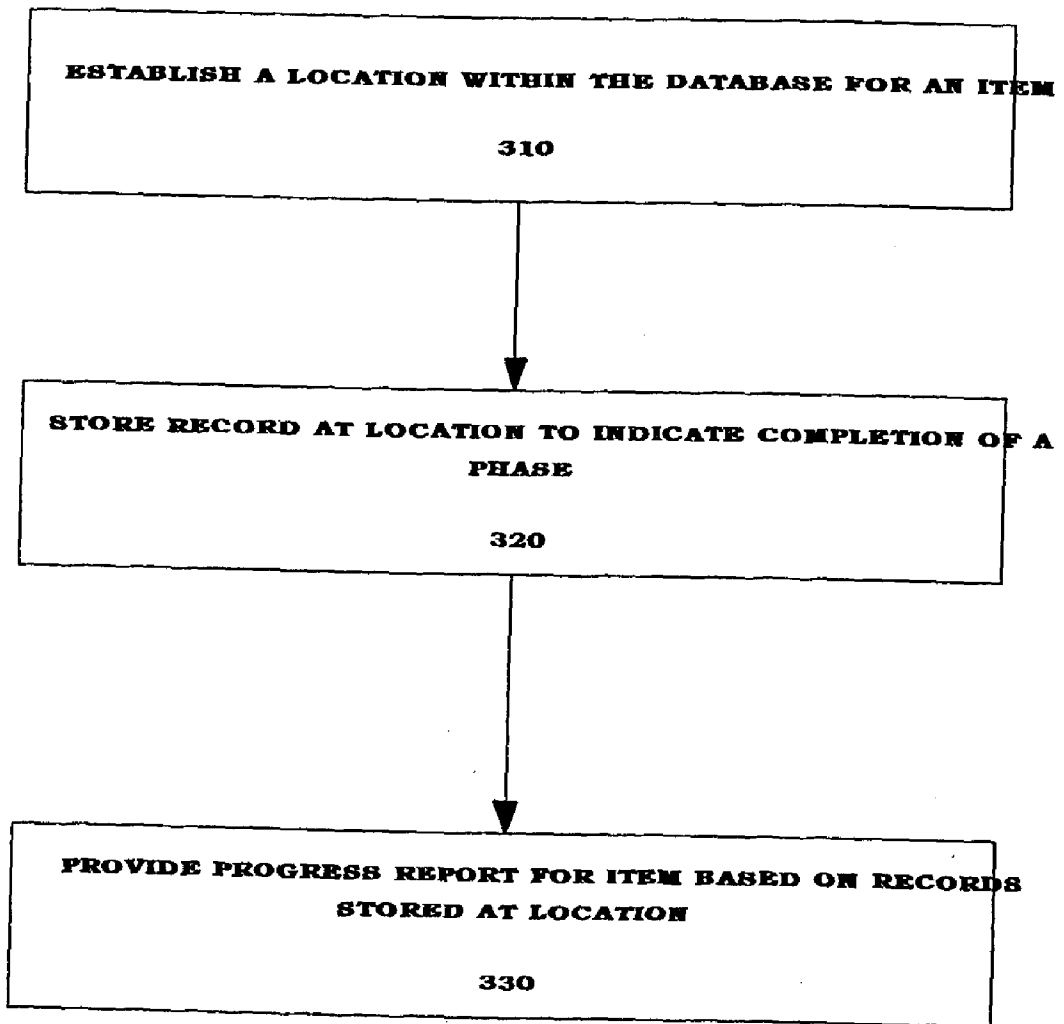 ESTABLISH A LOCATION WITHIN THE DATABASE FOR AN ITEM
310
STORE RECORD AT LOCATION TO INDICATE COMPLETION OF A
PHASE
320
PROVIDE PROGRESS REPORT FOR ITEM BASED ON RECORDS
STORED AT LOCATION
330